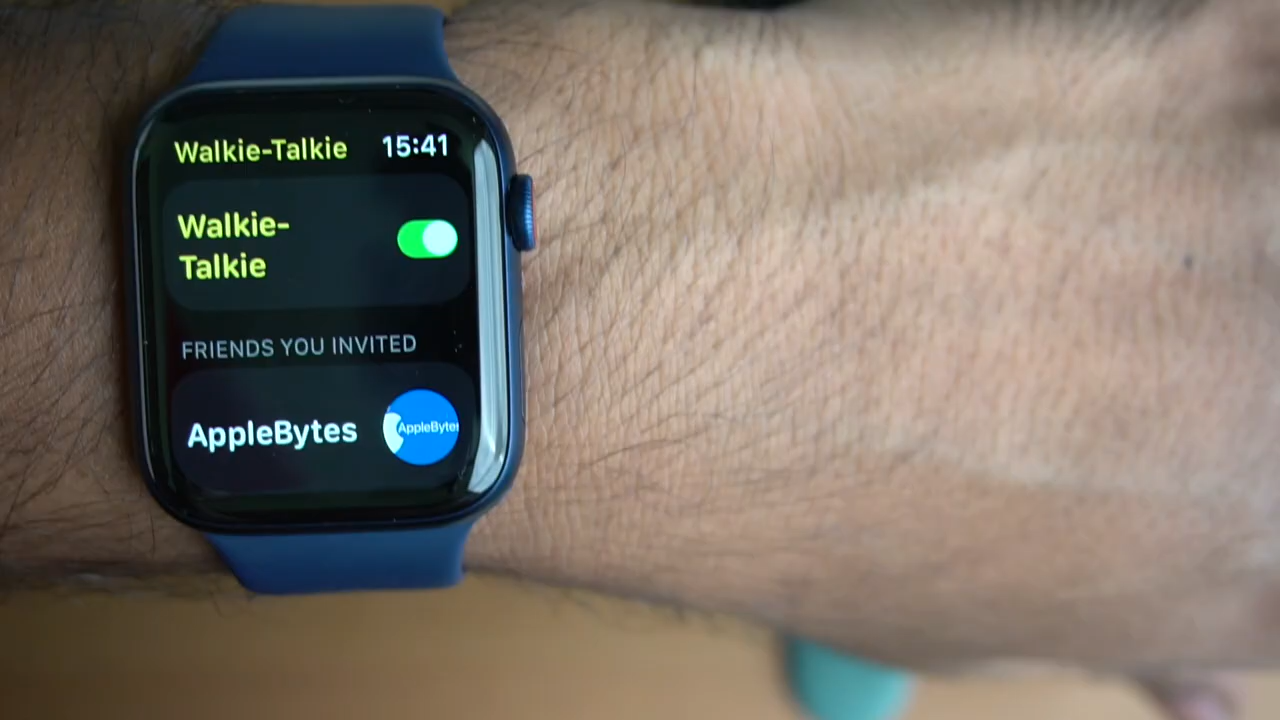 Walkie-Talkie 15:41
Walkie-
Talkie
FRIENDS YOU INVITED
AppleBytes
AppleBytes